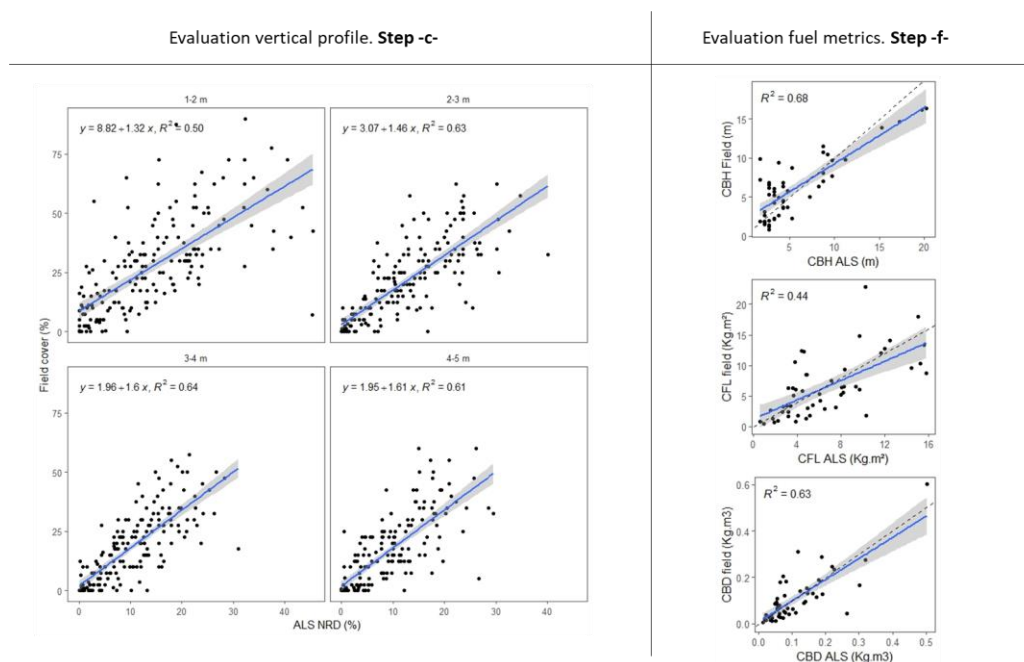 Evaluation vertical profile. Step -c-
Evaluation fuel metrics. Step -f-
1-2 m
y = 8.82+1.32 x, R² = 0.50
2-3 m
y = 3.07+1.46 x, R² = 0.63
75
50
25
0
3-4 m
y = 1.96+1.6 x, R² = 0.64
4-5 m
y = 1.95+1.61 x, R² = 0.61
75
50
25
0
0 10 20 30 40
0 10 20 30 40
Field cover (%)
ALS NRD (%)
R² = 0.68
15
10
5
0
5 10 15 20
CBH Field (m)
CBH ALS (m)
R² = 0.44
20
15
10
5
0
0 4 8 12 16
CFL field (Kg.m²)
CFL ALS (Kg.m²)
R² = 0.63
0.6
0.4
0.2
0.0
0.0 0.1 0.2 0.3 0.4 0.5
CBD field (Kg.m3)
CBD ALS (Kg.m3)